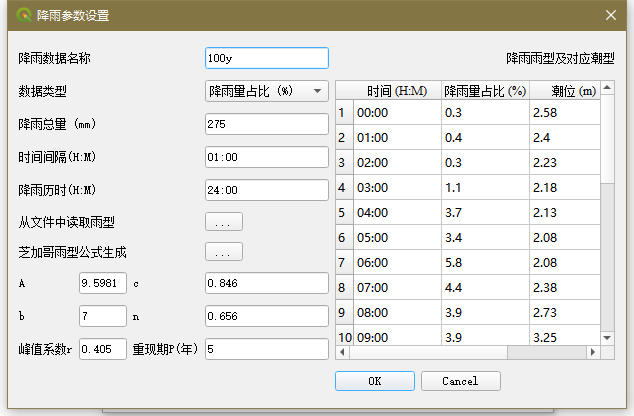 降雨参数设置
降雨数据名称 100y 降雨雨型及对应潮型
数据类型 降雨量占比 (%)
降雨总量 (mm) 275
时间间隔(H:M) 01:00
降雨历时(H:M) 24:00
从文件中读取雨型 ...
芝加哥雨型公式生成 ...
A 9.5981 c 0.846
b 7 n 0.656
峰值系数r 0.405 重现期P(年) 5
时间 (H:M) 降雨量占比 (%) 潮位 (m)
1 00:00 0.3 2.58
2 01:00 0.4 2.4
3 02:00 0.3 2.23
4 03:00 1.1 2.18
5 04:00 3.7 2.13
6 05:00 3.4 2.08
7 06:00 5.8 2.08
8 07:00 4.4 2.38
9 08:00 3.9 2.73
10 09:00 3.9 3.25
OK Cancel